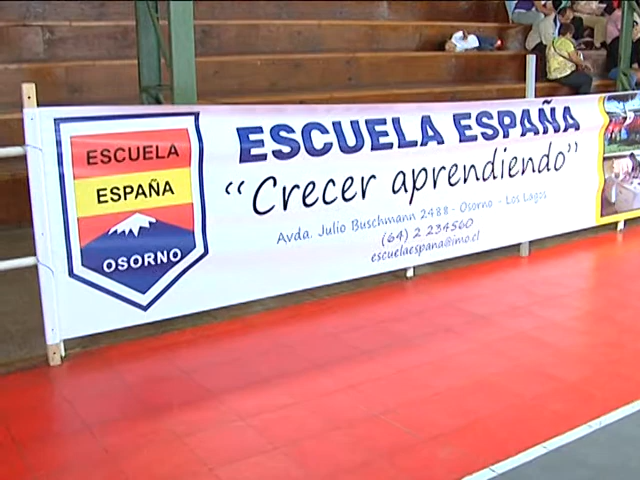 ESCUELA
ESPAÑA
OSORNO
ESCUELA ESPAÑA
“Crecer aprendiendo”
Avda. Julio Buschmann 2488 - Osorno - Los Lagos
(64) 2 234560
escuelaespana@imo.cl